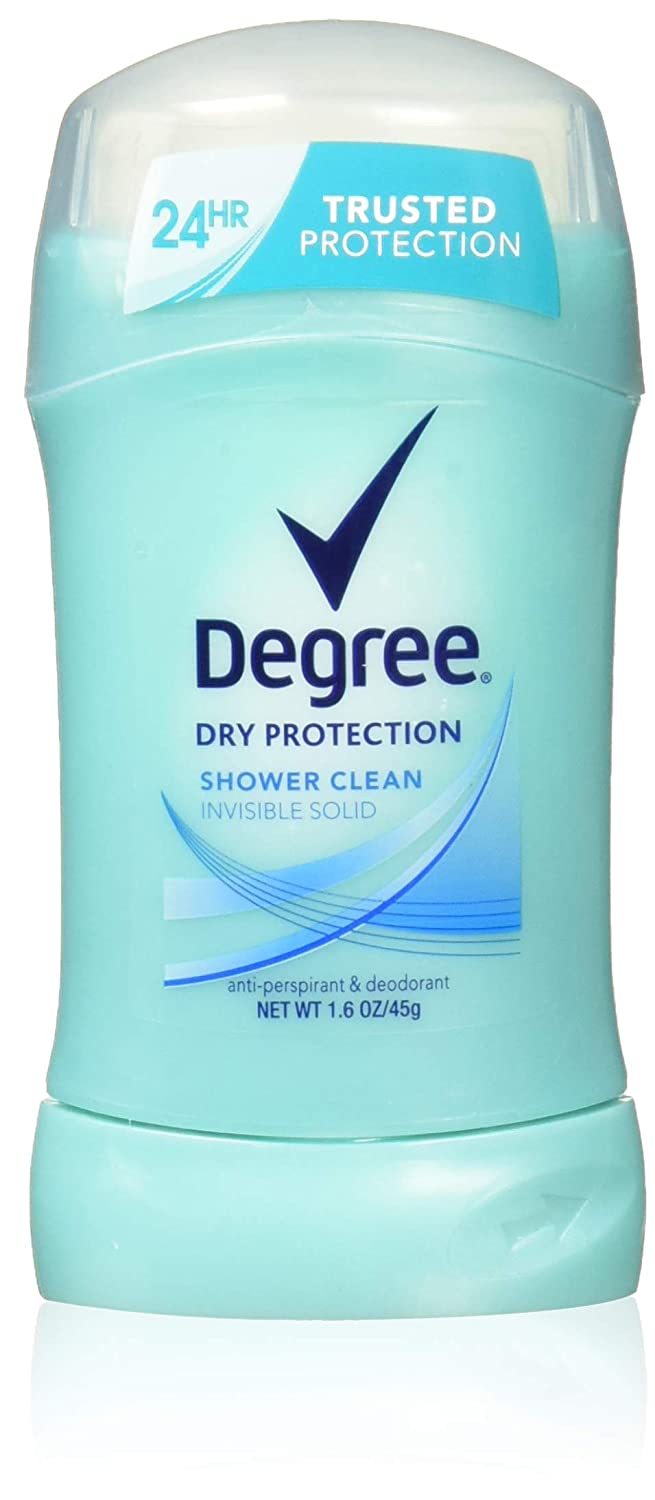 24HR
TRUSTED
PROTECTION
Degree®
DRY PROTECTION
SHOWER CLEAN
INVISIBLE SOLID
anti-perspirant & deodorant
NET WT 1.6 OZ/45g